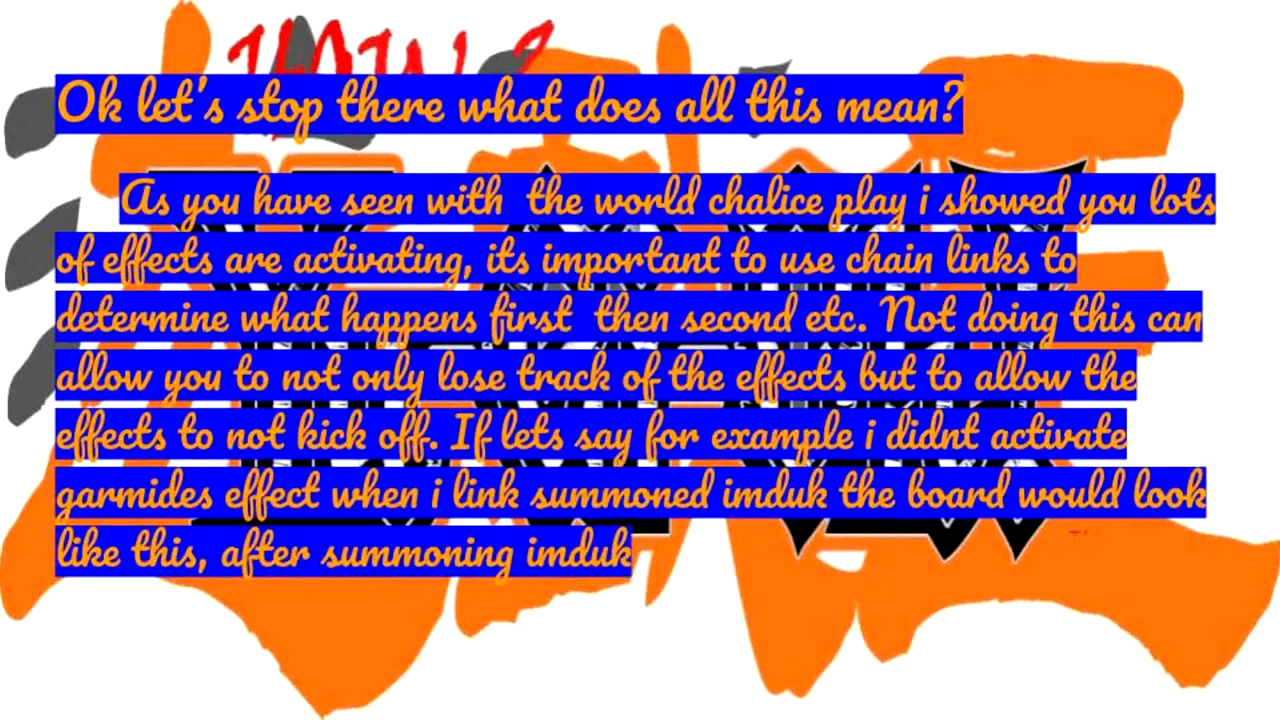 Ok let's stop there what does all this mean?
As you have seen with the world chalice play i showed you lots
of effects are activating, its important to use chain links to
determine what happens first then second etc. Not doing this can
allow you to not only lose track of the effects but to allow the
effects to not kick off. If lets say for example i didnt activate
garmides effect when i link summoned imduk the board would look
like this, after summoning imduk